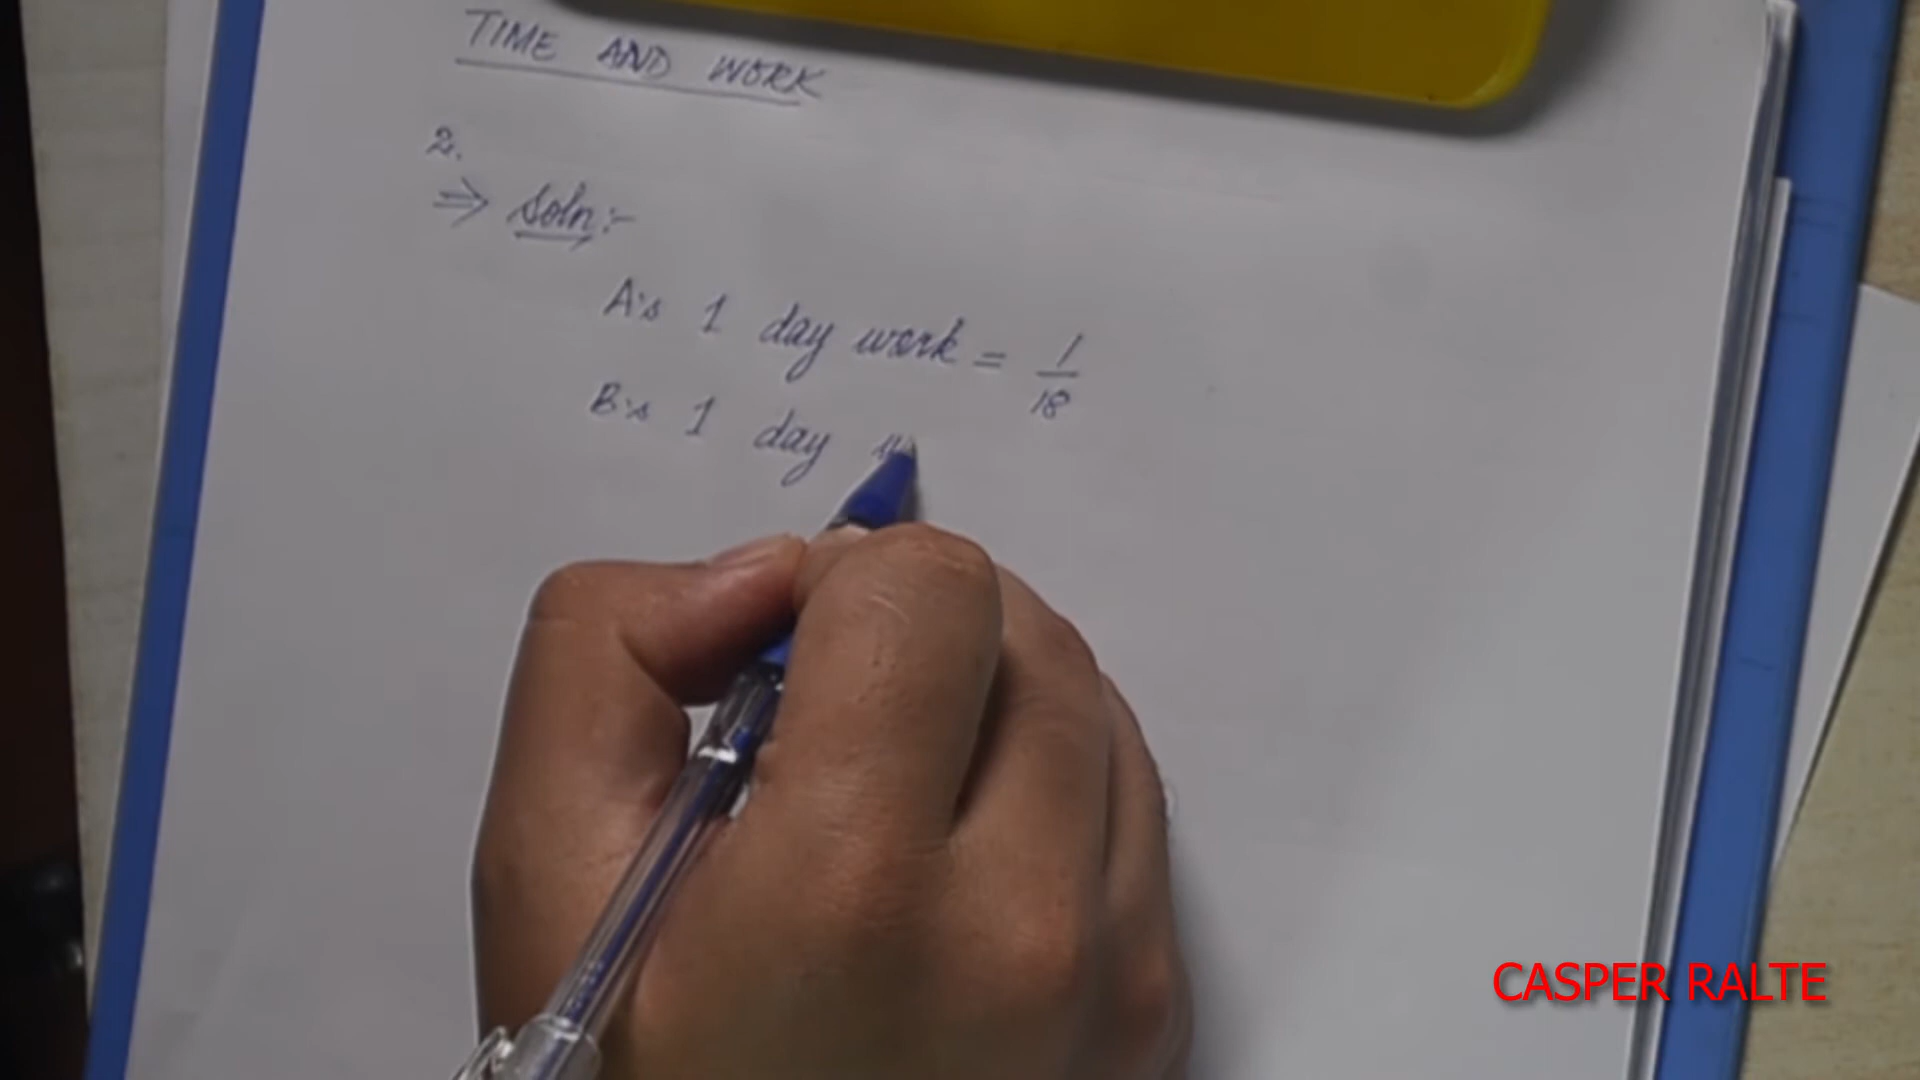 TIME AND WORK
2.
⇒ Soln:-
A's 1 day work = 1/18
B's 1 day
CASPER RALTE